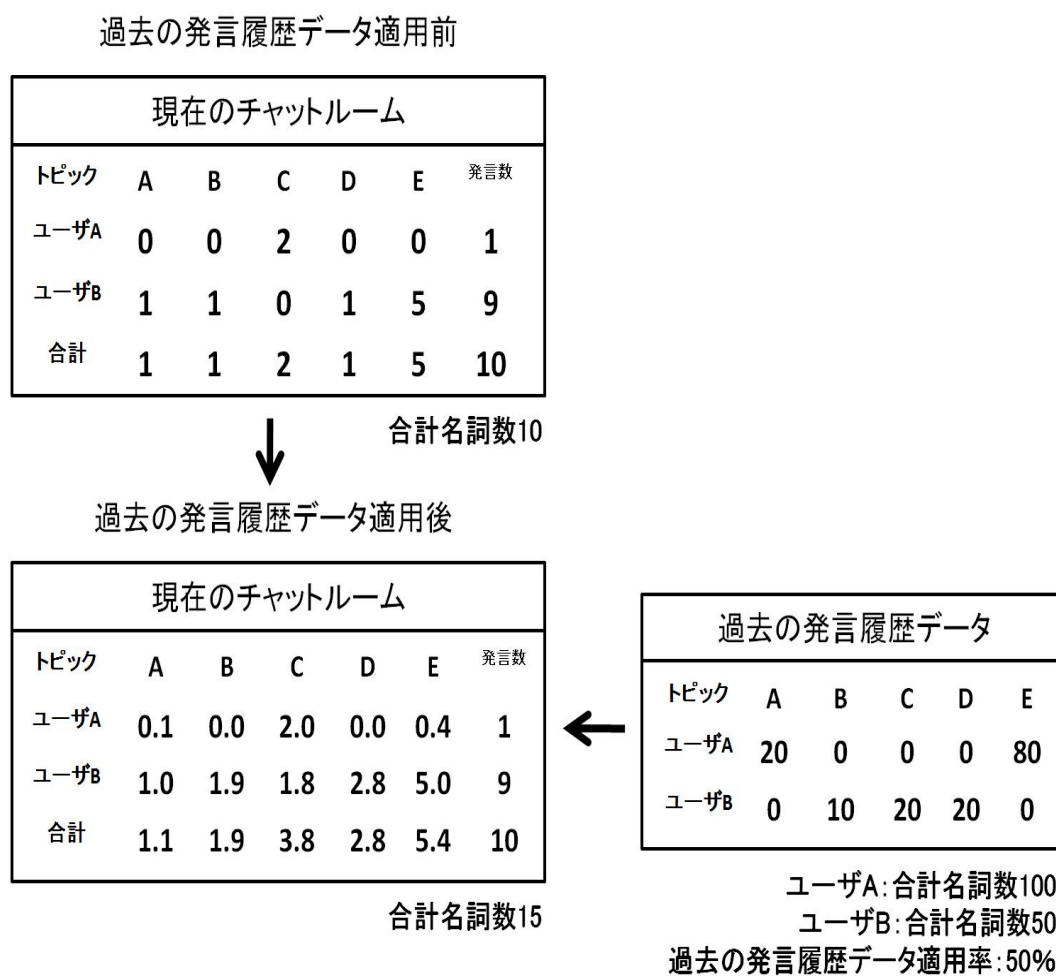 過去の発言履歴データ適用前
現在のチャットルーム
トピック A B C D E 発言数
ユーザA 0 0 2 0 0 1
ユーザB 1 1 0 1 5 9
合計 1 1 2 1 5 10
合計名詞数10
過去の発言履歴データ適用後
現在のチャットルーム
トピック A B C D E 発言数
ユーザA 0.1 0.0 2.0 0.0 0.4 1
ユーザB 1.0 1.9 1.8 2.8 5.0 9
合計 1.1 1.9 3.8 2.8 5.4 10
合計名詞数15
過去の発言履歴データ
トピック A B C D E
ユーザA 20 0 0 0 80
ユーザB 0 10 20 20 0
ユーザA:合計名詞数100
ユーザB:合計名詞数50
過去の発言履歴データ適用率:50%